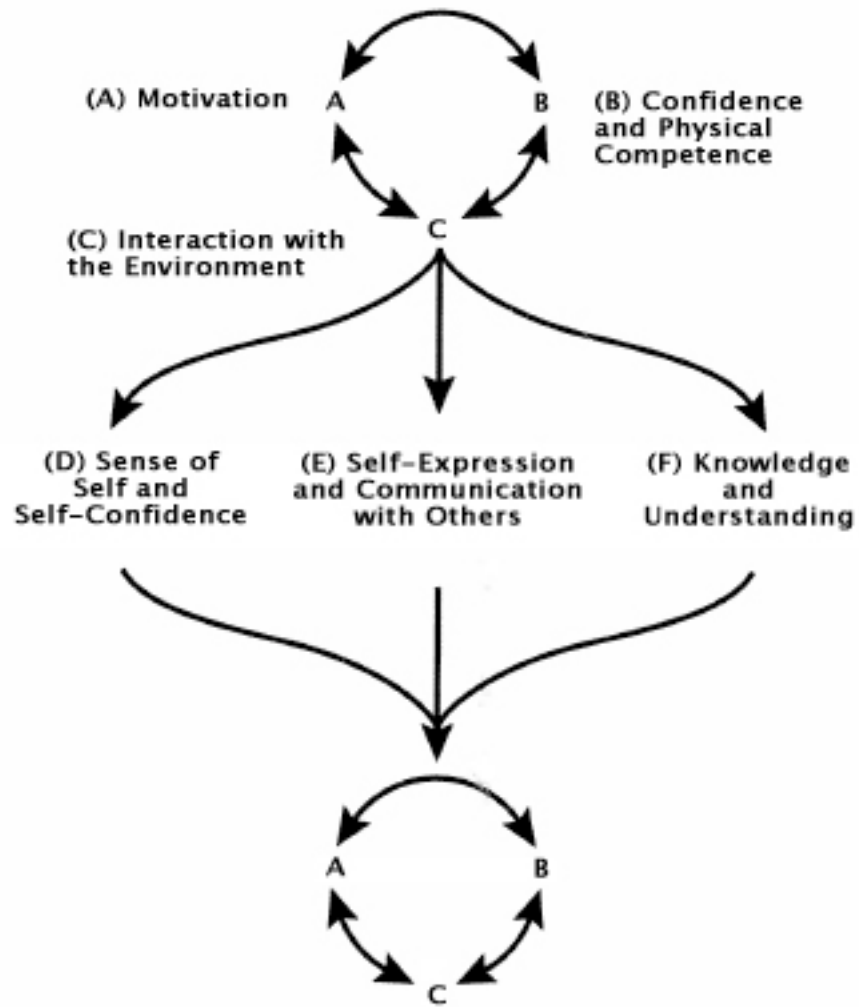 (A) Motivation
A
B
(B) Confidence
and Physical
Competence
C
(C) Interaction with
the Environment
(D) Sense of
Self and
Self-Confidence
(E) Self-Expression
and Communication
with Others
(F) Knowledge
and
Understanding
A
B
C